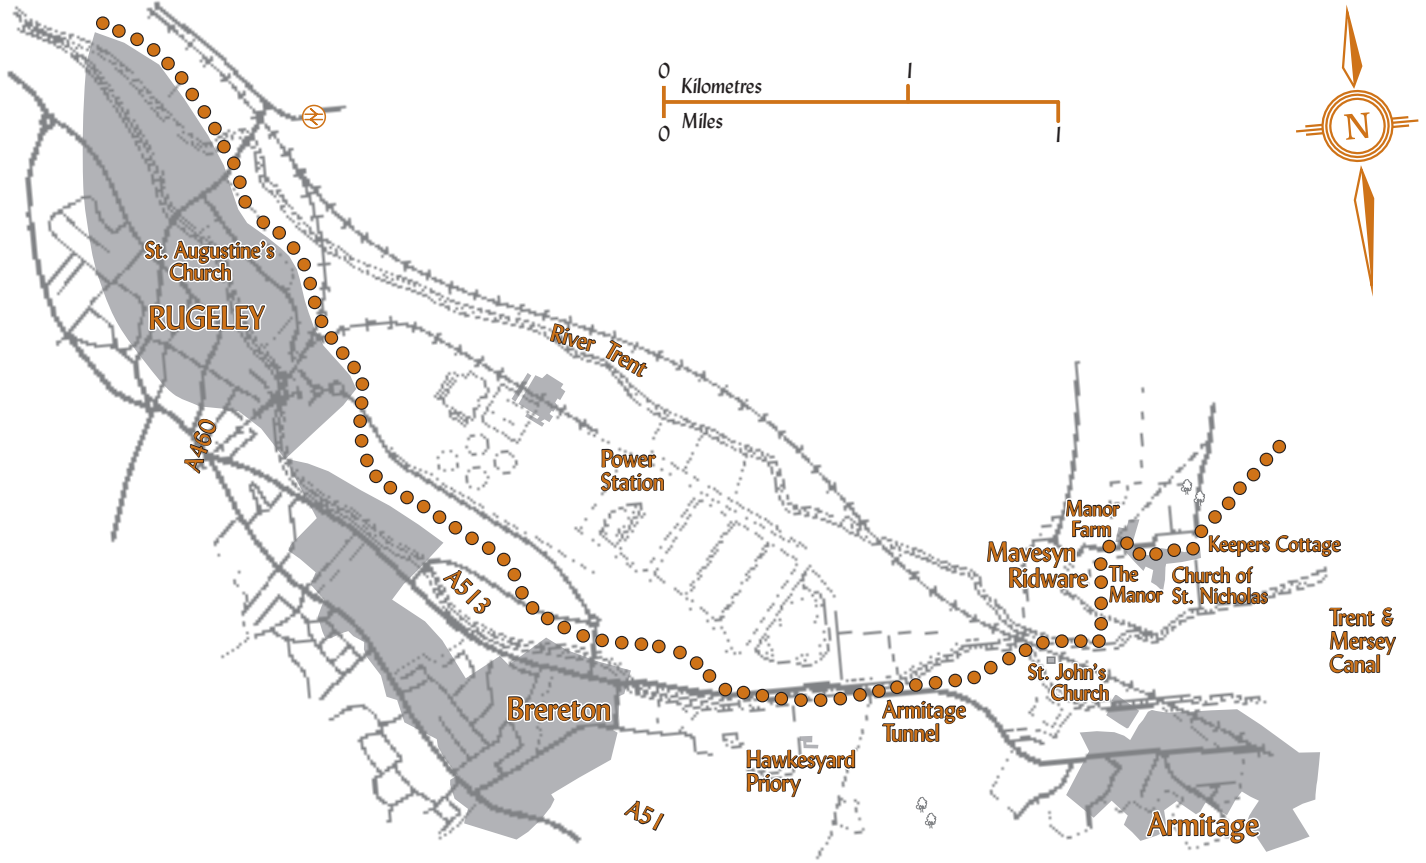 0 1
Kilometres
0 Miles 1
N
St. Augustine's
Church
RUGELEY
River Trent
A460
Power
Station
Manor
Farm
Keepers Cottage
Mavesyn
Ridware
The
Manor
Church of
St. Nicholas
A513
Trent &
Mersey
Canal
St. John's
Church
Brereton
Armitage
Tunnel
Hawkesyard
Priory
A51
Armitage